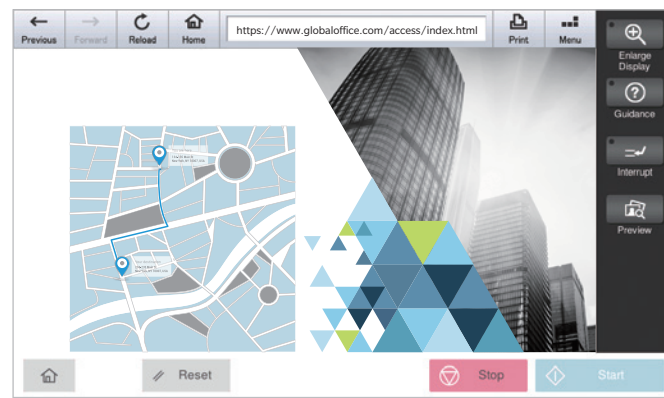 Previous
Forward
Reload
Home
https://www.globaloffice.com/access/index.html
Print
Menu
Enlarge
Display
Guidance
Interrupt
Preview
Reset
Stop
Start